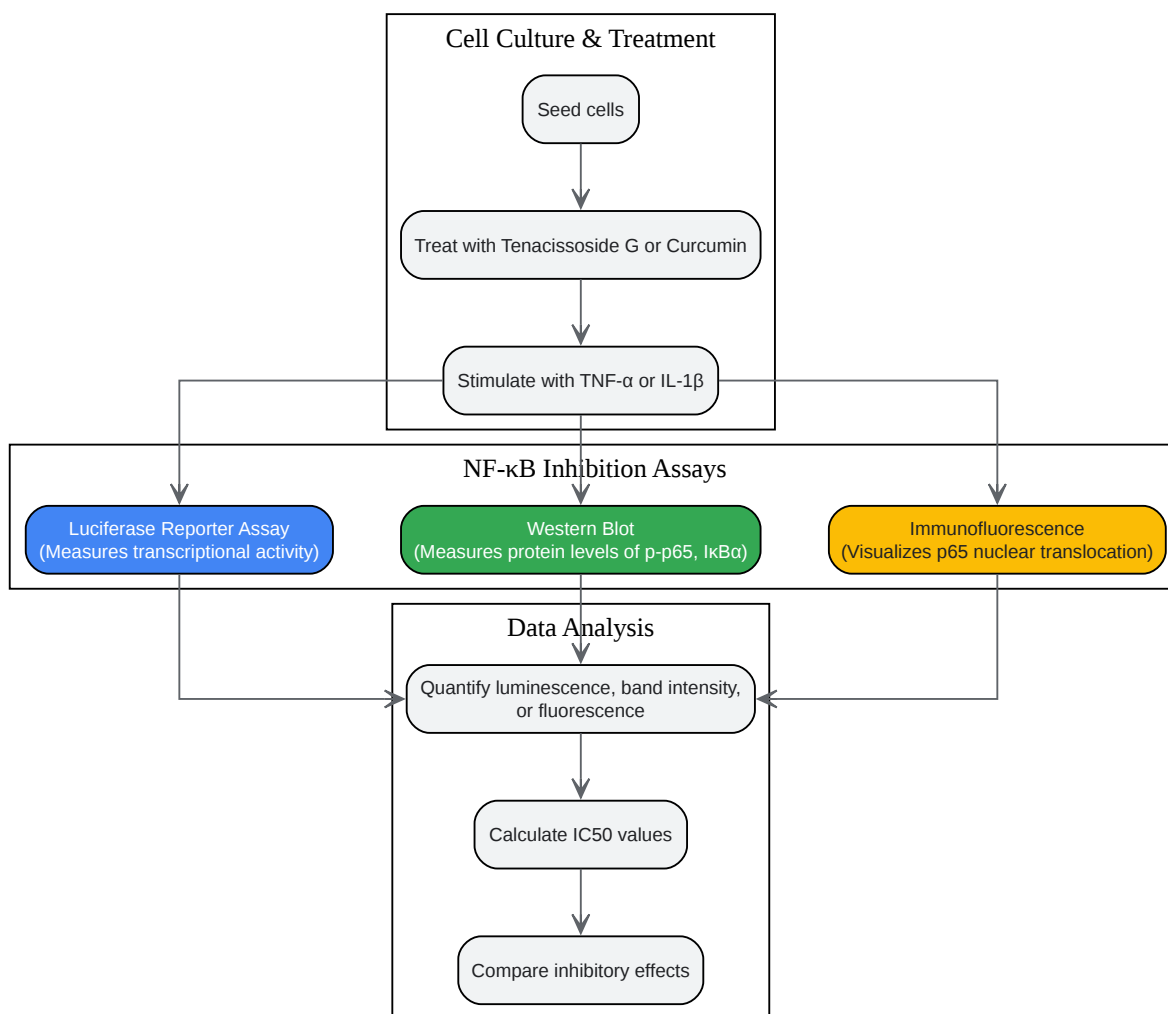 Cell Culture & Treatment
Seed cells
Treat with Tenacissoside G or Curcumin
Stimulate with TNF-α or IL-1β
NF-κB Inhibition Assays
Luciferase Reporter Assay
(Measures transcriptional activity)
Western Blot
(Measures protein levels of p-p65, IκBα)
Immunofluorescence
(Visualizes p65 nuclear translocation)
Data Analysis
Quantify luminescence, band intensity,
or fluorescence
Calculate IC50 values
Compare inhibitory effects